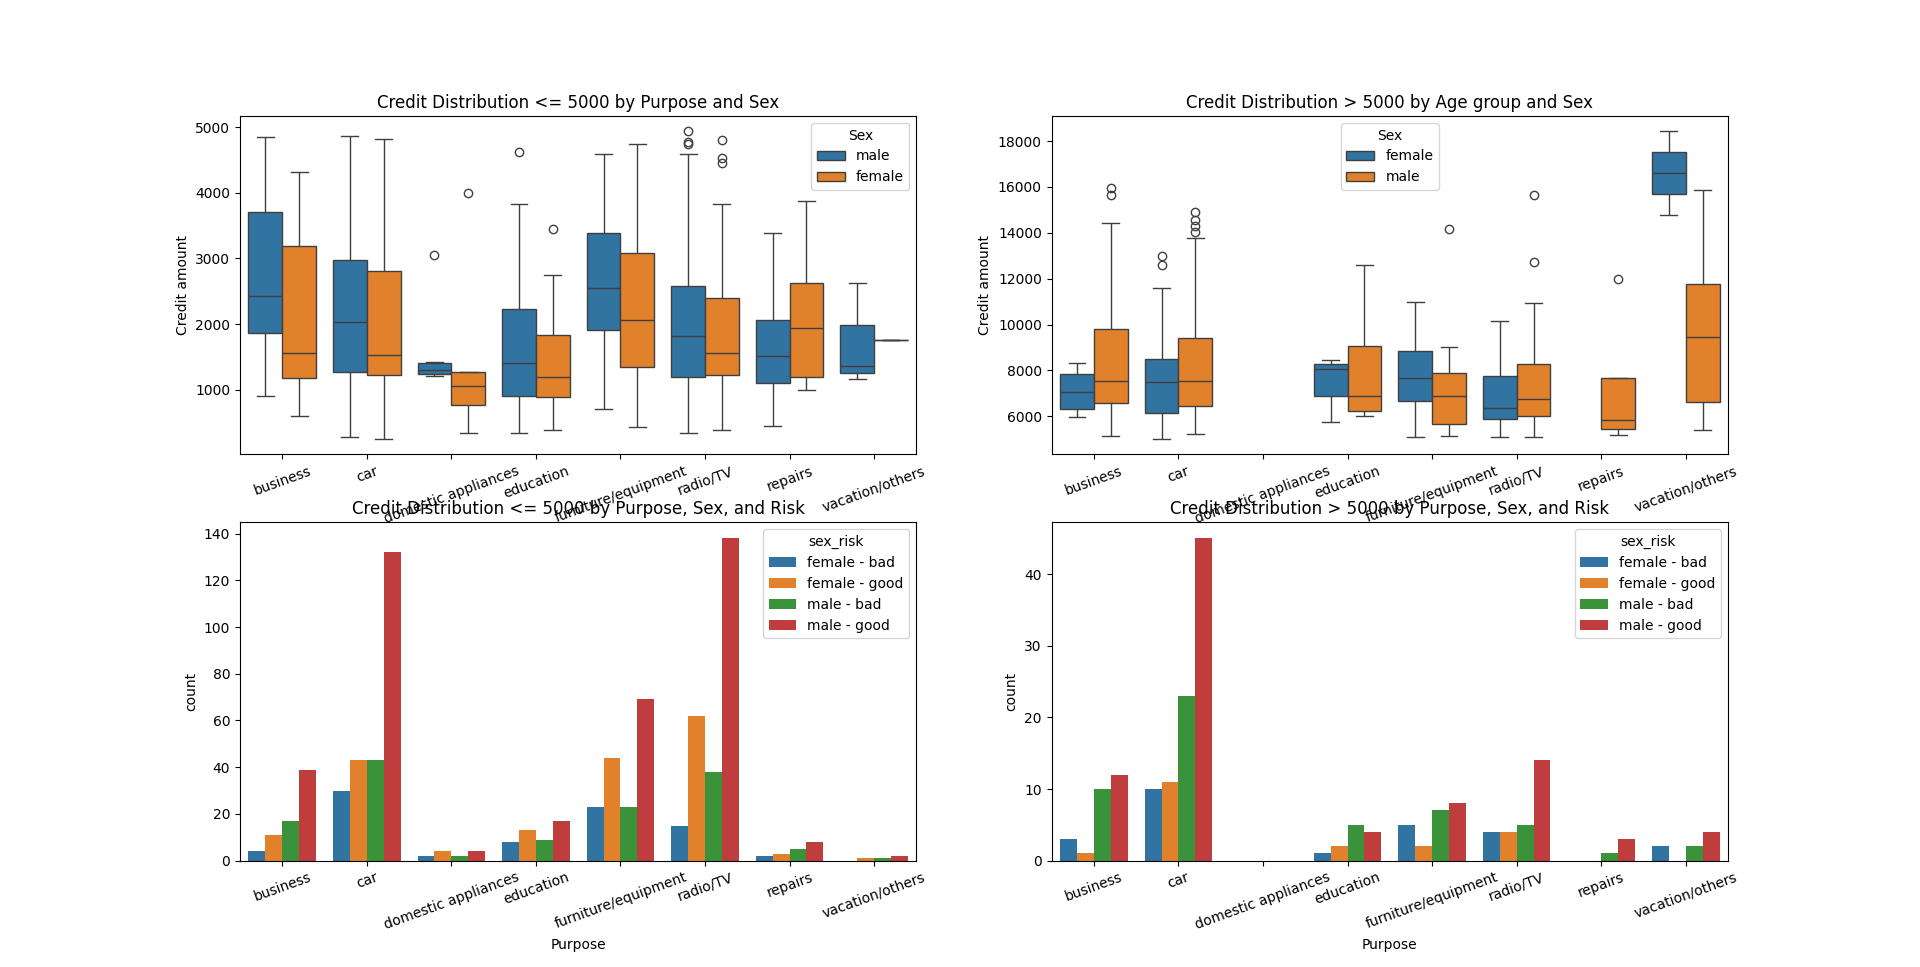 Credit Distribution <= 5000 by Purpose and Sex
Credit amount
5000
4000
3000
2000
1000
Sex
male
female
business
car
domestic appliances
education
furniture/equipment
radio/TV
repairs
vacation/others
Credit Distribution > 5000 by Age group and Sex
Credit amount
18000
16000
14000
12000
10000
8000
6000
Sex
female
male
business
car
domestic appliances
education
furniture/equipment
radio/TV
repairs
vacation/others
Credit Distribution <= 5000 by Purpose, Sex, and Risk
count
140
120
100
80
60
40
20
0
sex_risk
female - bad
female - good
male - bad
male - good
business
car
domestic appliances
education
furniture/equipment
radio/TV
repairs
vacation/others
Purpose
Credit Distribution > 5000 by Purpose, Sex, and Risk
count
40
30
20
10
0
sex_risk
female - bad
female - good
male - bad
male - good
business
car
domestic appliances
education
furniture/equipment
radio/TV
repairs
vacation/others
Purpose